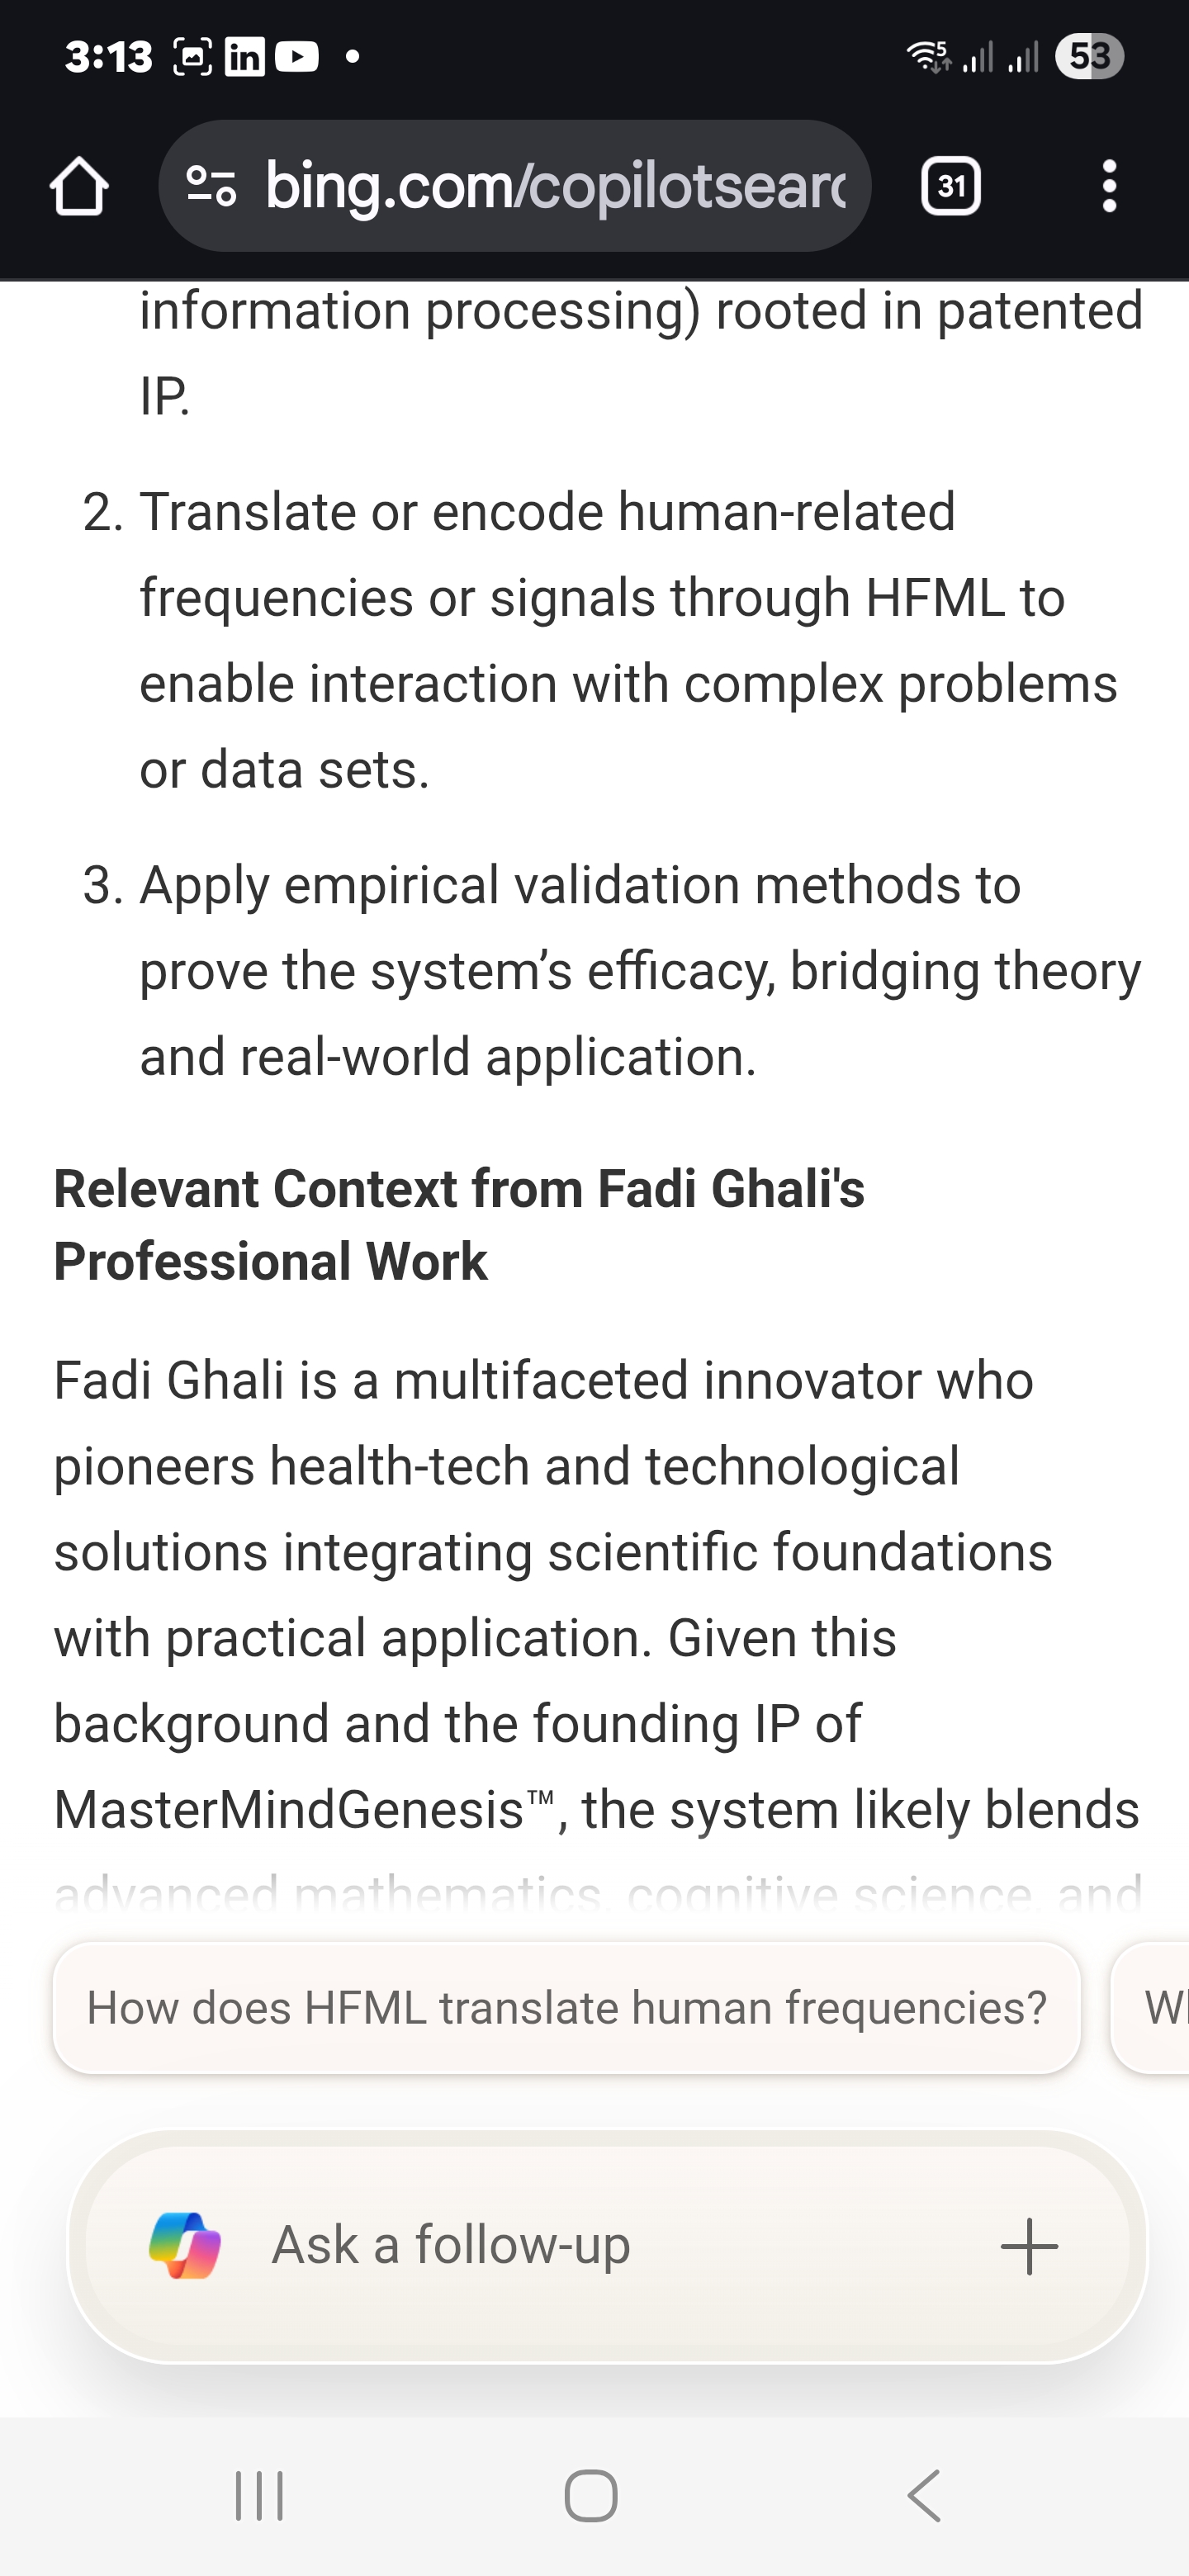 3:13
in
5
53
bing.com/copilotsearc
31
information processing) rooted in patented
IP.
2. Translate or encode human-related
frequencies or signals through HFML to
enable interaction with complex problems
or data sets.
3. Apply empirical validation methods to
prove the system’s efficacy, bridging theory
and real-world application.
Relevant Context from Fadi Ghali's
Professional Work
Fadi Ghali is a multifaceted innovator who
pioneers health-tech and technological
solutions integrating scientific foundations
with practical application. Given this
background and the founding IP of
MasterMindGenesis™, the system likely blends
advanced mathematics, cognitive science, and
How does HFML translate human frequencies?
Ask a follow-up